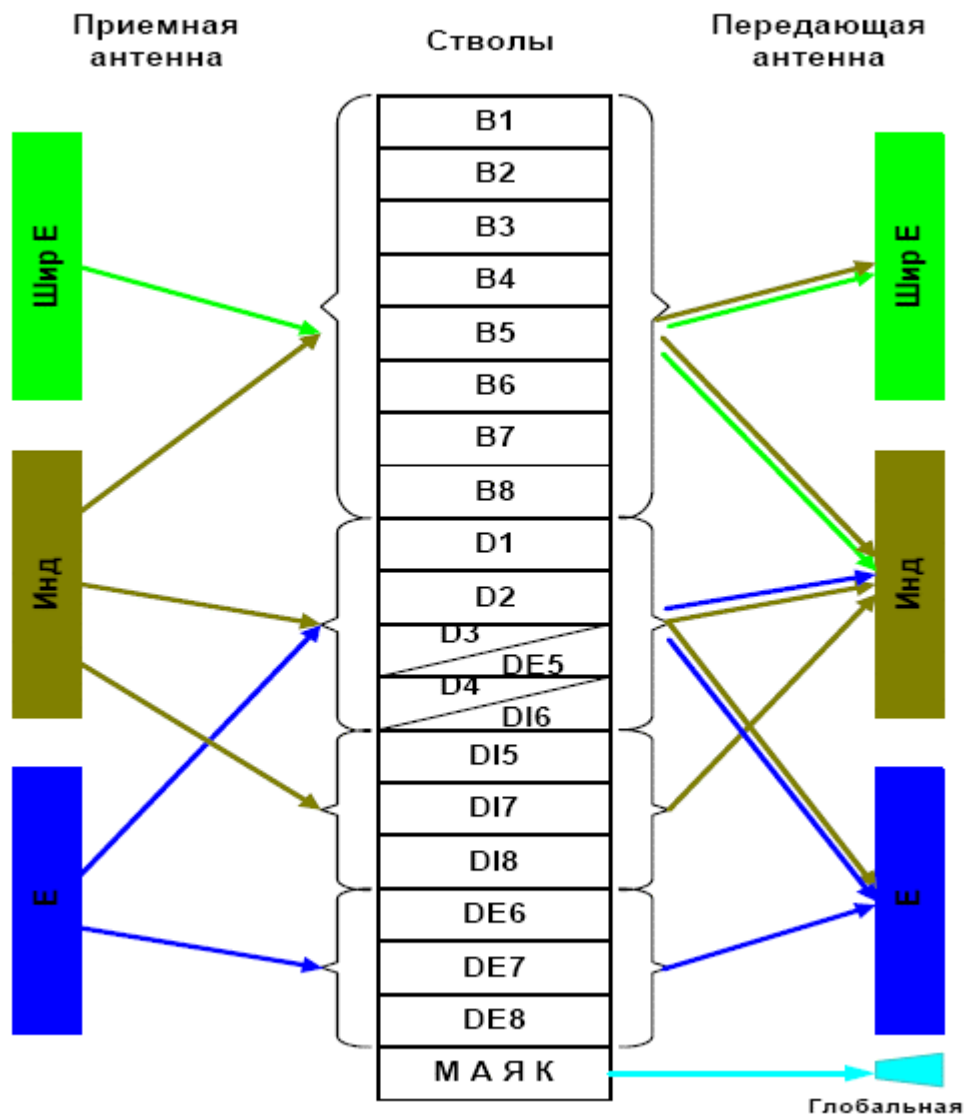 Приемная
антенна
Стволы
Передающая
антенна
B1
B2
B3
B4
B5
B6
B7
B8
D1
D2
D3
DE5
D4
DI6
DI5
DI7
DI8
DE6
DE7
DE8
М А Я К
Шир Е
Инд
Е
Шир Е
Инд
Е
Глобальная